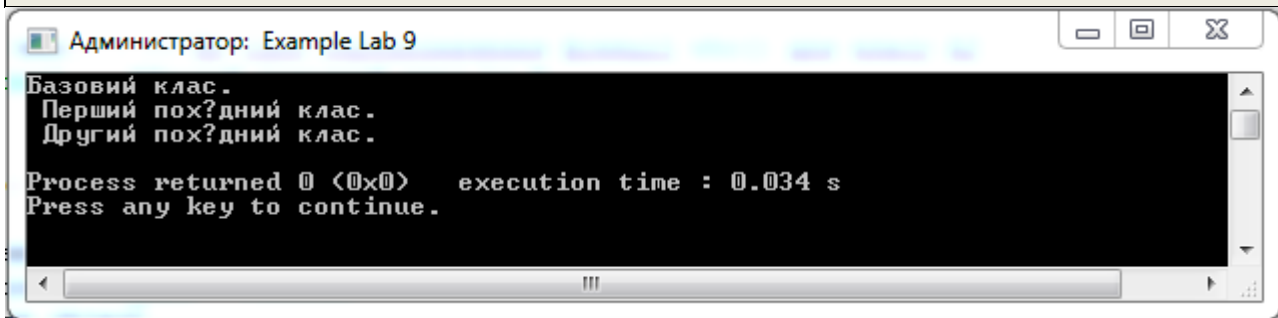 Администратор: Example Lab 9
Базовий клас.
Перший пох?дний клас.
Другий пох?дний клас.
Process returned 0 (0x0) execution time : 0.034 s
Press any key to continue.